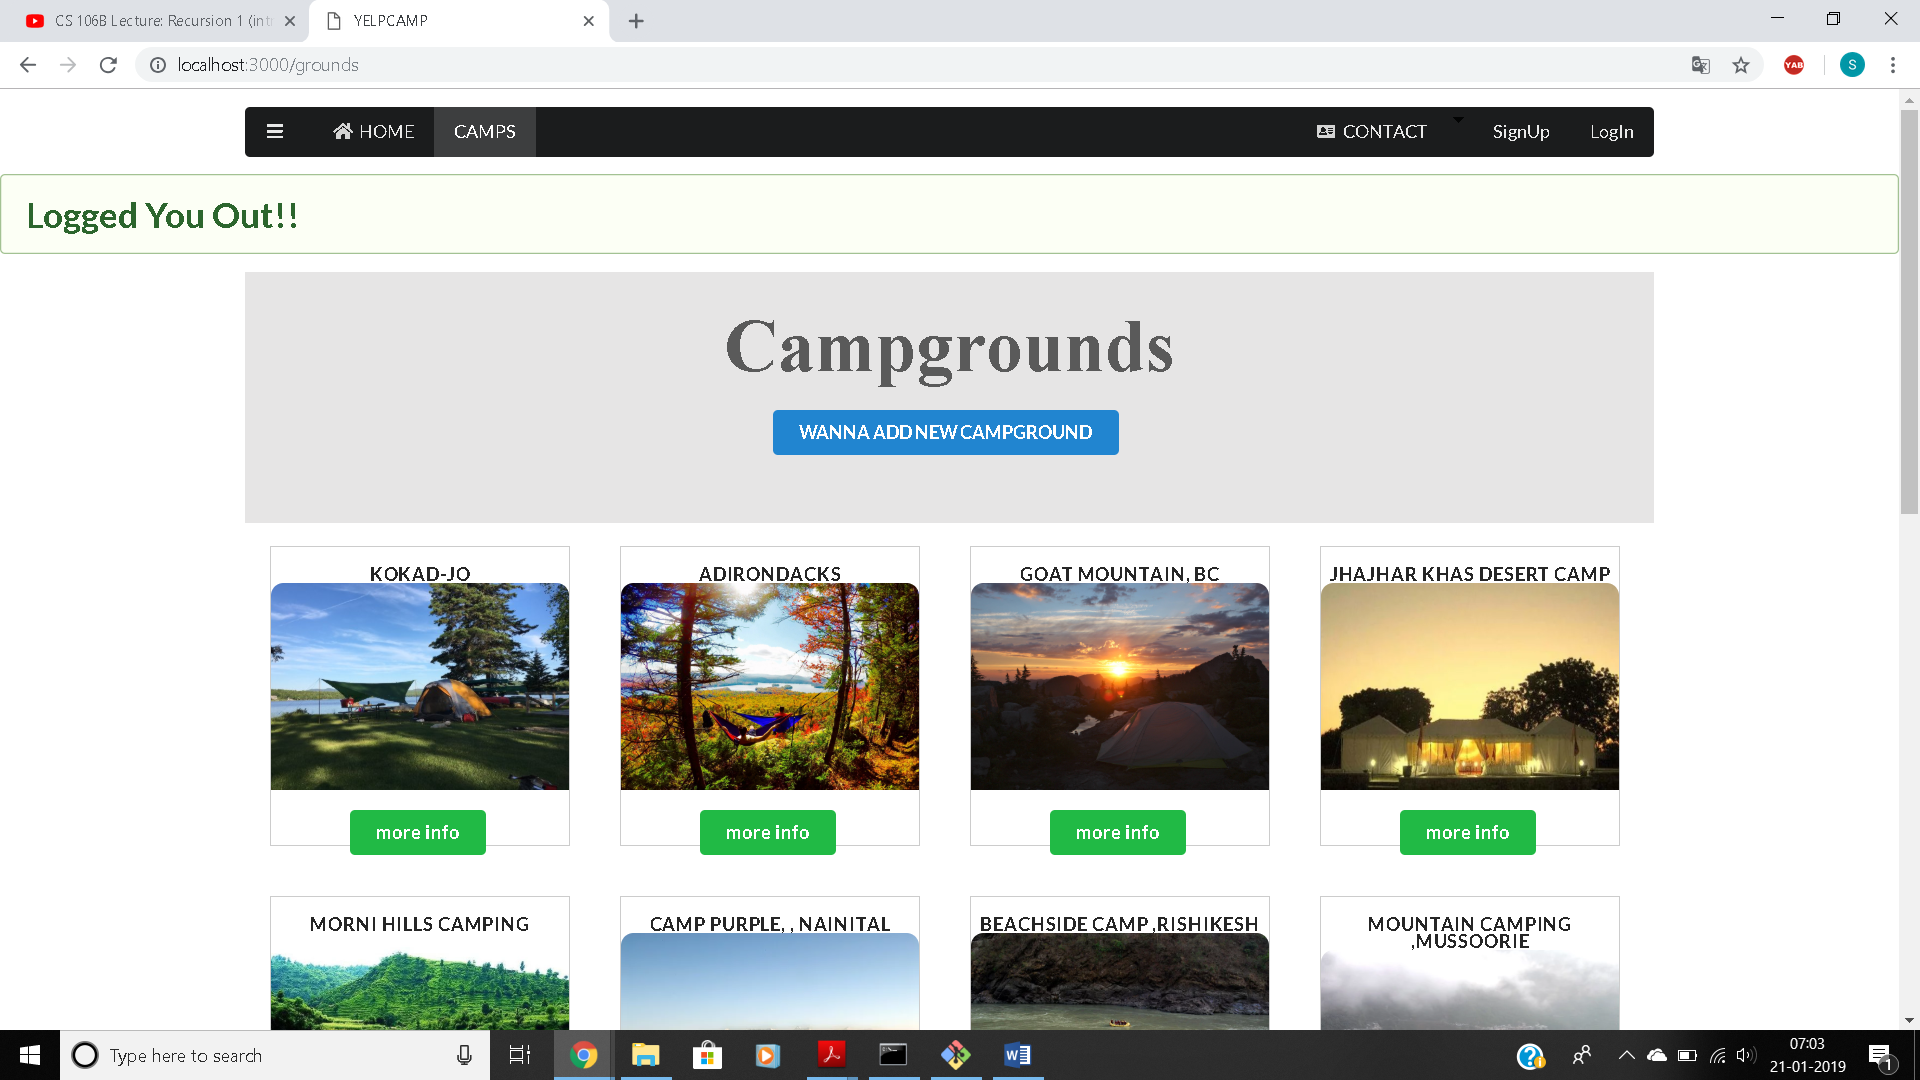 CS 106B Lecture: Recursion 1 (int
YELPCAMP
localhost:3000/grounds
YAB
S
HOME
CAMPS
CONTACT
SignUp
LogIn
Logged You Out!!
Campgrounds
WANNA ADD NEW CAMPGROUND
KOKAD-JO
ADIRONDACKS
GOAT MOUNTAIN, BC
JHAJHAR KHAS DESERT CAMP
more info
more info
more info
more info
MORNI HILLS CAMPING
CAMP PURPLE, , NAINITAL
BEACHSIDE CAMP ,RISHIKESH
MOUNTAIN CAMPING
,MUSSOORIE
Type here to search
07:03
21-01-2019
1